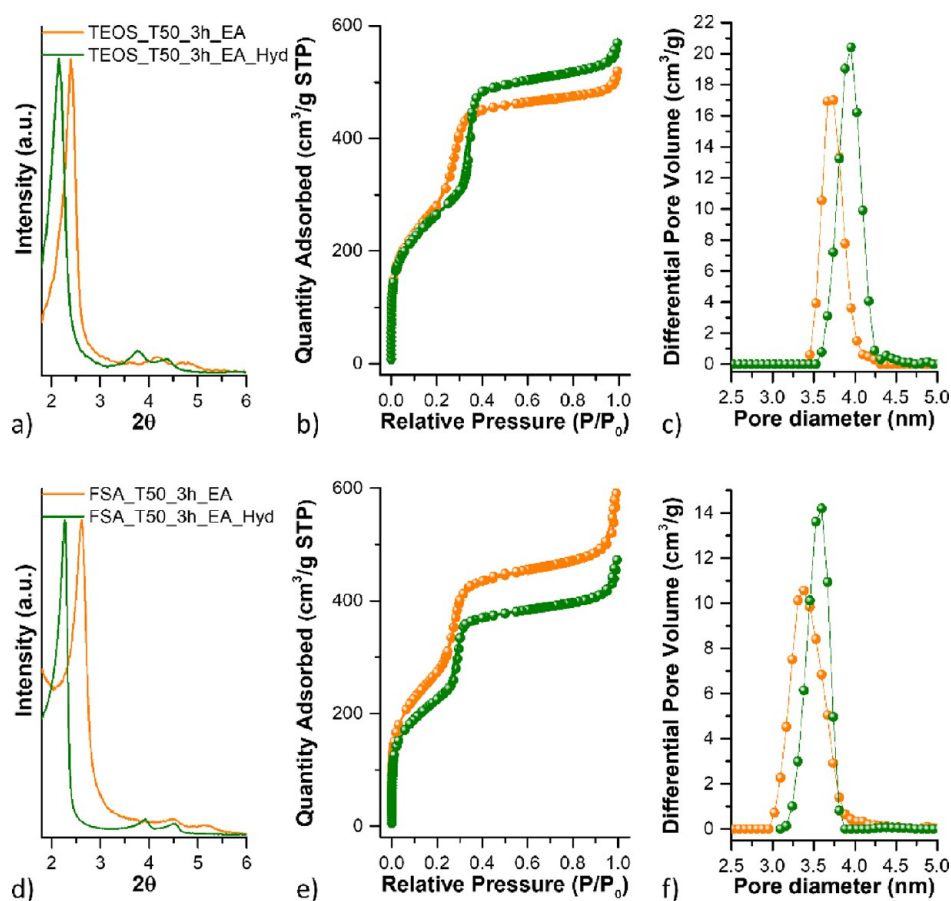 TEOS_T50_3h_EA
TEOS_T50_3h_EA_Hyd
Intensity (a.u.)
2 3 4 5 6
2θ
a)
Quantity Adsorbed (cm³/g STP)
600
400
200
0
0.0 0.2 0.4 0.6 0.8 1.0
Relative Pressure (P/P₀)
b)
Differential Pore Volume (cm³/g)
22
20
18
16
14
12
10
8
6
4
2
0
2.5 3.0 3.5 4.0 4.5 5.0
Pore diameter (nm)
c)
FSA_T50_3h_EA
FSA_T50_3h_EA_Hyd
Intensity (a.u.)
2 3 4 5 6
2θ
d)
Quantity Adsorbed (cm³/g STP)
600
400
200
0
0.0 0.2 0.4 0.6 0.8 1.0
Relative Pressure (P/P₀)
e)
Differential Pore Volume (cm³/g)
14
12
10
8
6
4
2
0
2.5 3.0 3.5 4.0 4.5 5.0
Pore diameter (nm)
f)